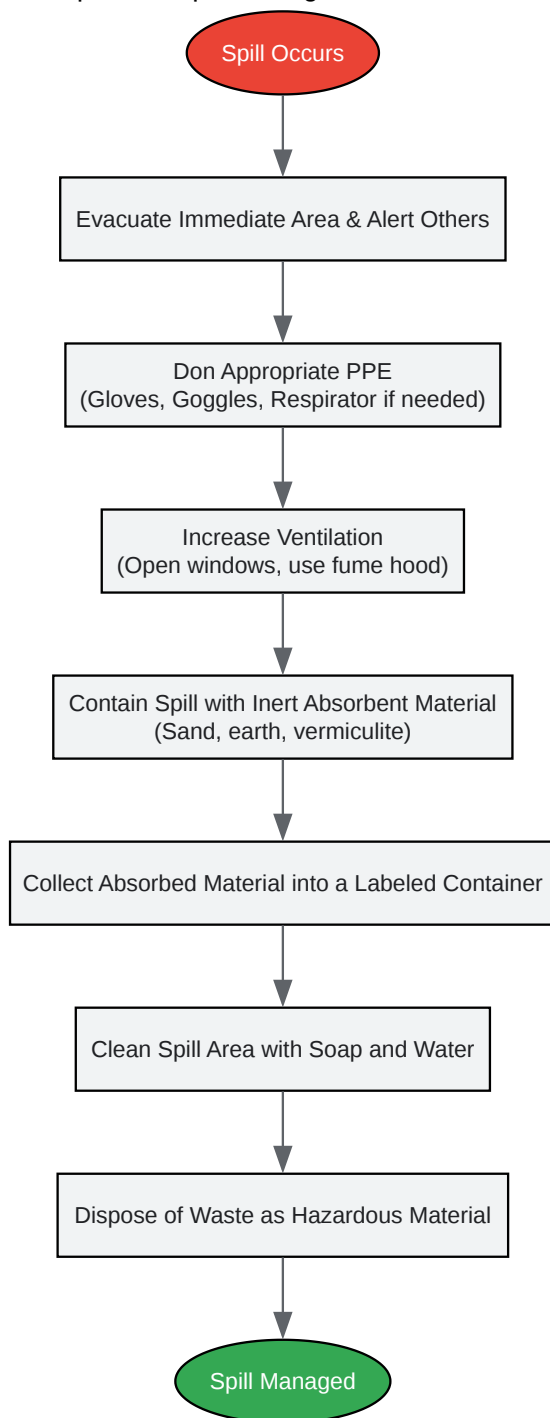 Spill Occurs
Evacuate Immediate Area & Alert Others
Don Appropriate PPE
(Gloves, Goggles, Respirator if needed)
Increase Ventilation
(Open windows, use fume hood)
Contain Spill with Inert Absorbent Material
(Sand, earth, vermiculite)
Collect Absorbed Material into a Labeled Container
Clean Spill Area with Soap and Water
Dispose of Waste as Hazardous Material
Spill Managed